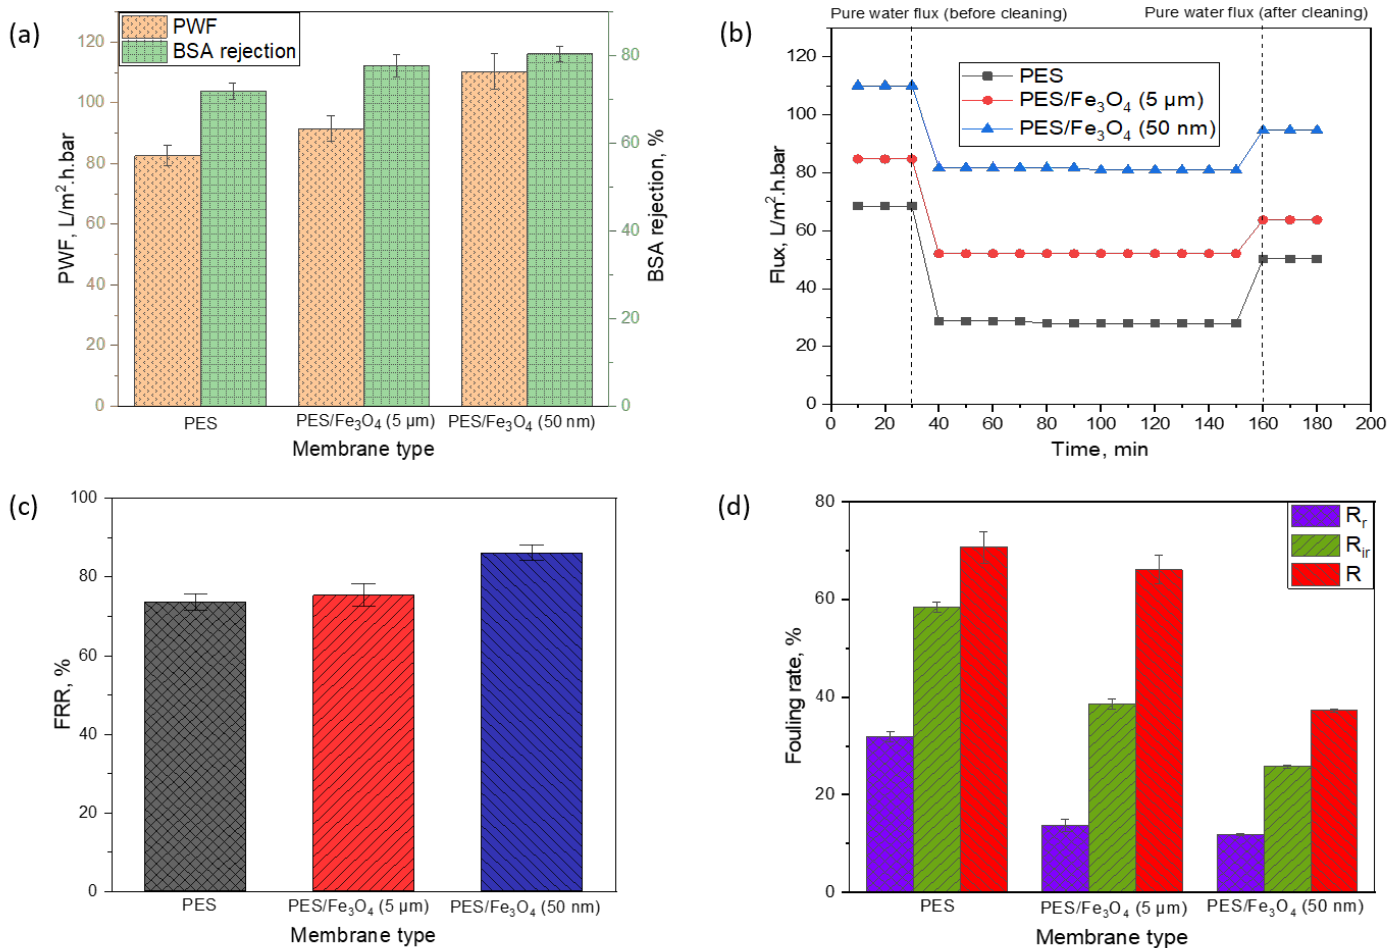 (a)
PWF
BSA rejection
PWF, L/m².h.bar
120
100
80
60
40
20
0
BSA rejection, %
80
60
40
20
0
PES
PES/Fe₃O₄ (5 µm)
PES/Fe₃O₄ (50 nm)
Membrane type
(b)
Pure water flux (before cleaning)
Pure water flux (after cleaning)
PES
PES/Fe₃O₄ (5 µm)
PES/Fe₃O₄ (50 nm)
Flux, L/m².h.bar
120
100
80
60
40
20
0
0 20 40 60 80 100 120 140 160 180 200
Time, min
(c)
FRR, %
100
80
60
40
20
0
PES
PES/Fe₃O₄ (5 µm)
PES/Fe₃O₄ (50 nm)
Membrane type
(d)
Rᵣ
Rᵢᵣ
R
Fouling rate, %
80
60
40
20
0
PES
PES/Fe₃O₄ (5 µm)
PES/Fe₃O₄ (50 nm)
Membrane type